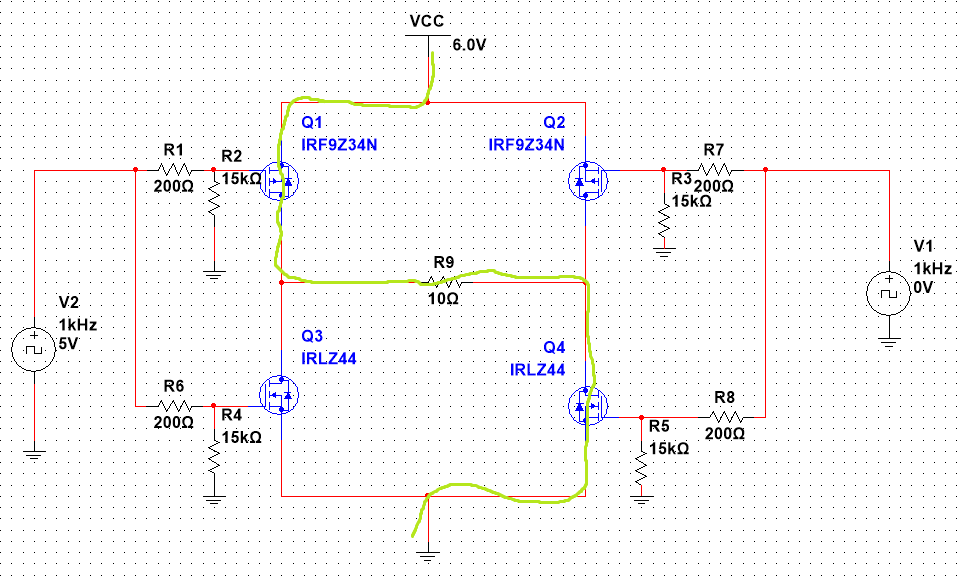 VCC
6.0V
Q1
IRF9Z34N
Q2
IRF9Z34N
R1
200Ω
R2
15kΩ
R7
200Ω
R3
15kΩ
V1
1kHz
0V
R9
10Ω
V2
1kHz
5V
Q3
IRLZ44
Q4
IRLZ44
R6
200Ω
R4
15kΩ
R8
200Ω
R5
15kΩ